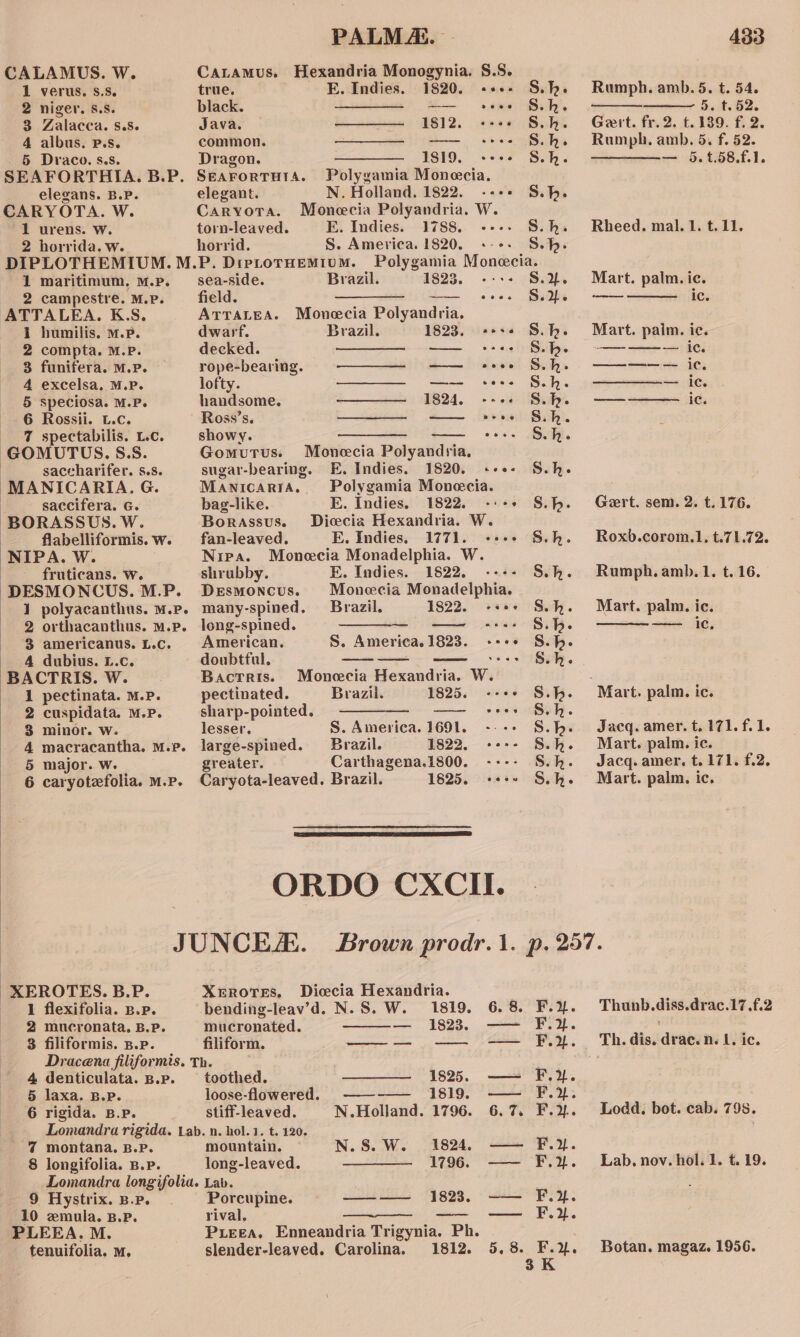 PALMÆ. 433
CALAMUS. W. CALAMUS. Hexandria Monogynia. S.S.
1 verus. S.S. true. E. Indies. 1820. .... S.♄. Rumph. amb. 5. t. 54.
2 niger. S.S. black. ——— —— .... S.♄. ——— 5. t. 52.
3 Zalacca. S.S. Java. ——— 1812. .... S.♄. Gært. fr. 2. t. 139. f. 2.
4 albus. P.S. common. ——— —— .... S.♄. Rumph. amb. 5. f. 52.
5 Draco. S.S. Dragon. ——— 1819. .... S.♄. ———— 5. t.58.f.1.
SEAFORTHIA. B.P. SEAFORTHIA. Polygamia Monœcia.
elegans. B.P. elegant. N. Holland. 1822. .... S.♄.
CARYOTA. W. CARYOTA. Monœcia Polyandria. W.
1 urens. W. torn-leaved. E. Indies. 1788. .... S.♄. Rheed. mal. 1. t. 11.
2 horrida. W. horrid. S. America. 1820. .... S.♄.
DIPLOTHEMIUM. M.P. DIPLOTHEMIUM. Polygamia Monœcia.
1 maritimum. M.P. sea-side. Brazil. 1823. .... S.♃. Mart. palm. ic.
2 campestre. M.P. field. ——— —— .... S.♃. —— ——— ic.
ATTALEA. K.S. ATTALEA. Monœcia Polyandria.
1 humilis. M.P. dwarf. Brazil. 1823. .... S.♄. Mart. palm. ic.
2 compta. M.P. decked. ——— —— .... S.♄. —— ——— ic.
3 funifera. M.P. rope-bearing. ——— —— .... S.♄. —— ——— ic.
4 excelsa. M.P. lofty. ——— —— .... S.♄. ———— ic.
5 speciosa. M.P. handsome. ——— 1824. .... S.♄. —— ——— ic.
6 Rossii. L.C. Ross's. ——— —— .... S.♄.
7 spectabilis. L.C. showy. ——— —— .... S.♄.
GOMUTUS. S.S. GOMUTUS. Monœcia Polyandria.
saccharifer. S.S. sugar-bearing. E. Indies. 1820. .... S.♄.
MANICARIA. G. MANICARIA. Polygamia Monœcia.
saccifera. G. bag-like. E. Indies. 1822. .... S.♄. Gært. sem. 2. t. 176.
BORASSUS. W. BORASSUS. Diœcia Hexandria. W.
flabelliformis. W. fan-leaved. E. Indies. 1771. .... S.♄. Roxb.corom.1. t.71.72.
NIPA. W. NIPA. Monœcia Monadelphia. W.
fruticans. W. shrubby. E. Indies. 1822. .... S.♄. Rumph. amb. 1. t. 16.
DESMONCUS. M.P. DESMONCUS. Monœcia Monadelphia.
1 polyacanthus. M.P. many-spined. Brazil. 1822. .... S.♄. Mart. palm. ic.
2 orthacanthus. M.P. long-spined. ——— —— .... S.♄. ——— —— ic.
3 americanus. L.C. American. S. America. 1823. .... S.♄.
4 dubius. L.C. doubtful. —— —— —— .... S.♄.
BACTRIS. W. BACTRIS. Monœcia Hexandria. W.
1 pectinata. M.P. pectinated. Brazil. 1825. .... S.♄. Mart. palm. ic.
2 cuspidata. M.P. sharp-pointed. ——— —— .... S.♄.
3 minor. W. lesser. S. America. 1691. .... S.♄. Jacq. amer. t. 171. f. 1.
4 macracantha. M.P. large-spined. Brazil. 1822. .... S.♄. Mart. palm. ic.
5 major. W. greater. Carthagena. 1800. .... S.♄. Jacq. amer. t. 171. f.2.
6 caryotæfolia. M.P. Caryota-leaved. Brazil. 1825. .... S.♄. Mart. palm. ic.
ORDO CXCII.
JUNCEÆ. Brown prodr. 1. p. 257.
XEROTES. B.P. XEROTES. Diœcia Hexandria.
1 flexifolia. B.P. bending-leav'd. N. S. W. 1819. 6. 8. F.♃. Thunb.diss.drac.17.f.2
2 mucronata. B.P. mucronated. ———— 1823. —— F.♃.
3 filiformis. B.P. filiform. —— — —— —— F.♃. Th. dis. drac. n. 1. ic.
Dracæna filiformis. Th.
4 denticulata. B.P. toothed. ——— 1825. —— F.♃.
5 laxa. B.P. loose-flowered. ——— 1819. —— F.♃.
6 rigida. B.P. stiff-leaved. N. Holland. 1796. 6. 7. F.♃. Lodd. bot. cab. 798.
Lomandra rigida. Lab. n. hol. 1. t. 120.
7 montana. B.P. mountain. N. S. W. 1824. —— F.♃.
8 longifolia. B.P. long-leaved. ——— 1796. —— F.♃. Lab. nov. hol. 1. t. 19.
Lomandra longifolia. Lab.
9 Hystrix. B.P. Porcupine. —— —— 1823. —— F.♃.
10 æmula. B.P. rival. ——— —— —— F.♃.
PLEEA. M. PLEEA. Enneandria Trigynia. Ph.
tenuifolia. M. slender-leaved. Carolina. 1812. 5. 8. F.♃. Botan. magaz. 1956.
3 K